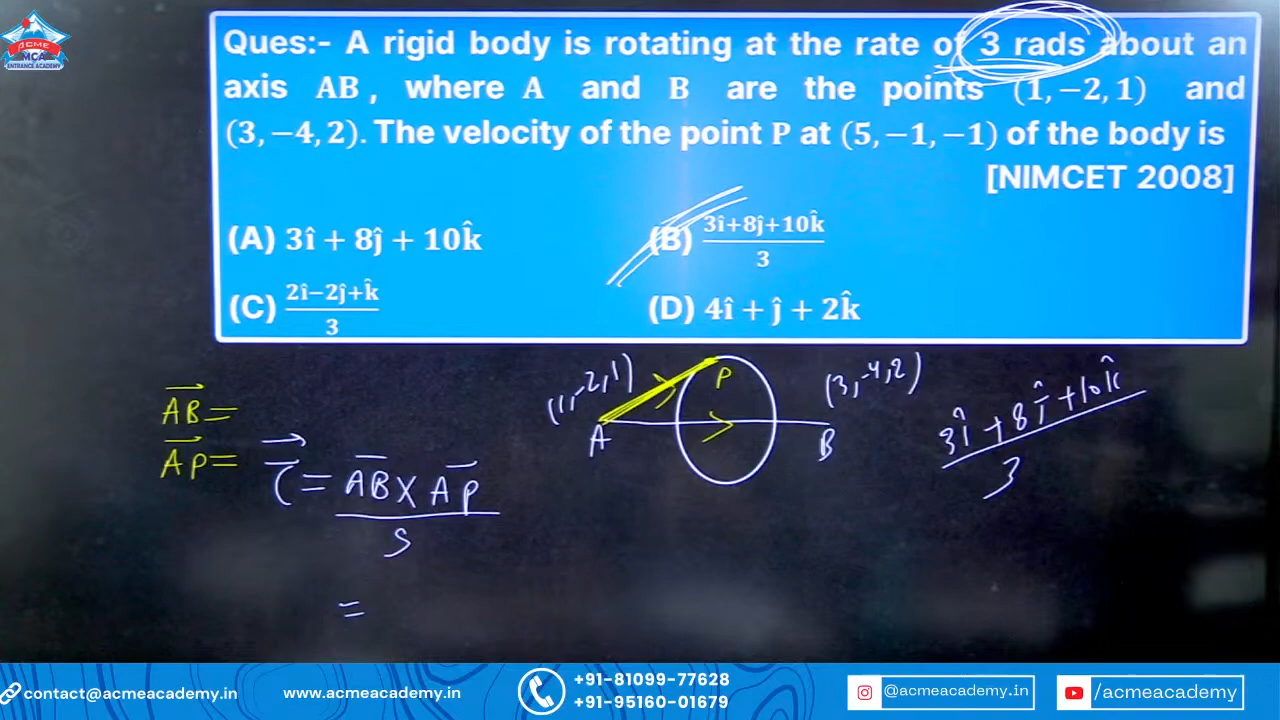 ACME
MCA
ENTRANCE ACADEMY
Ques:- A rigid body is rotating at the rate of 3 rads about an
axis AB, where A and B are the points (1, −2, 1) and
(3, −4, 2). The velocity of the point P at (5, −1, −1) of the body is
[NIMCET 2008]
(A) 3î + 8ĵ + 10k̂
(B) 3î+8ĵ+10k̂
3
(C) 2î−2ĵ+k̂
3
(D) 4î + ĵ + 2k̂
AB =
AP =
= AB × AP
S
=
(1,-2,1)
P
(3,-4,2)
A
B
3î + 8ĵ + 10k̂
3
contact@acmeacademy.in
www.acmeacademy.in
+91-81099-77628
+91-95160-01679
@acmeacademy.in
/acmeacademy